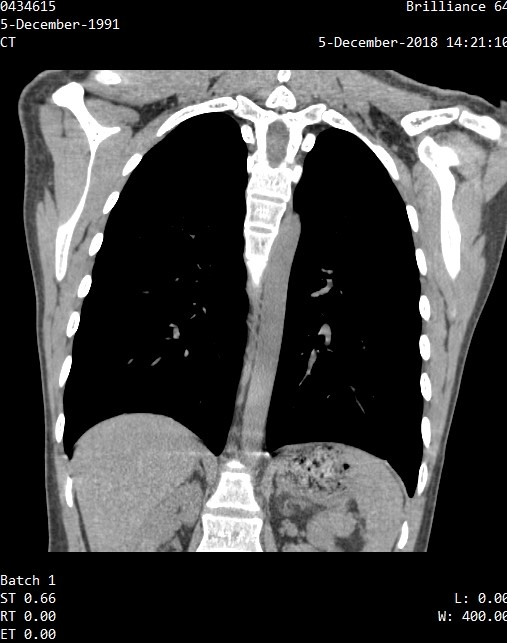 0434615
Brilliance 64
5-December-1991
CT
5-December-2018 14:21:10
Batch 1
ST 0.66
L: 0.00
RT 0.00
W: 400.00
ET 0.00